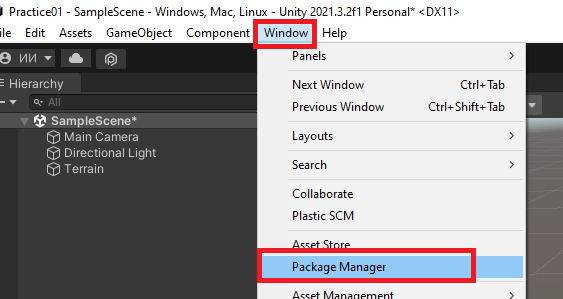 Practice01 - SampleScene - Windows, Mac, Linux - Unity 2021.3.2f1 Personal* <DX11>
ile Edit Assets GameObject Component Window Help
ИИ
Hierarchy
All
SampleScene*
Main Camera
Directional Light
Terrain
Panels
Next Window Ctrl+Tab
Previous Window Ctrl+Shift+Tab
Layouts
Search
Collaborate
Plastic SCM
Asset Store
Package Manager
Asset Management